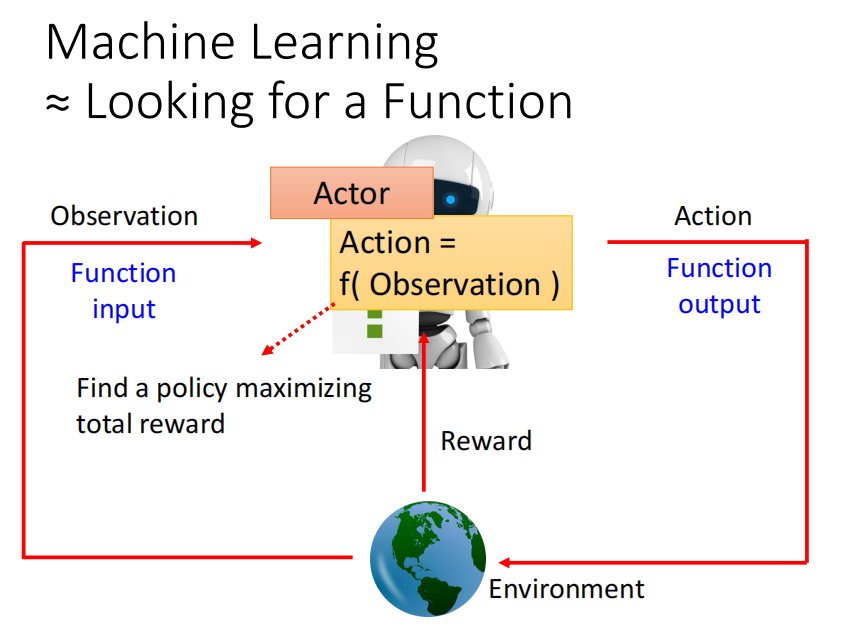 Machine Learning
≈ Looking for a Function
Actor
Observation
Action
Action =
f( Observation )
Function
input
Function
output
Find a policy maximizing
total reward
Reward
Environment